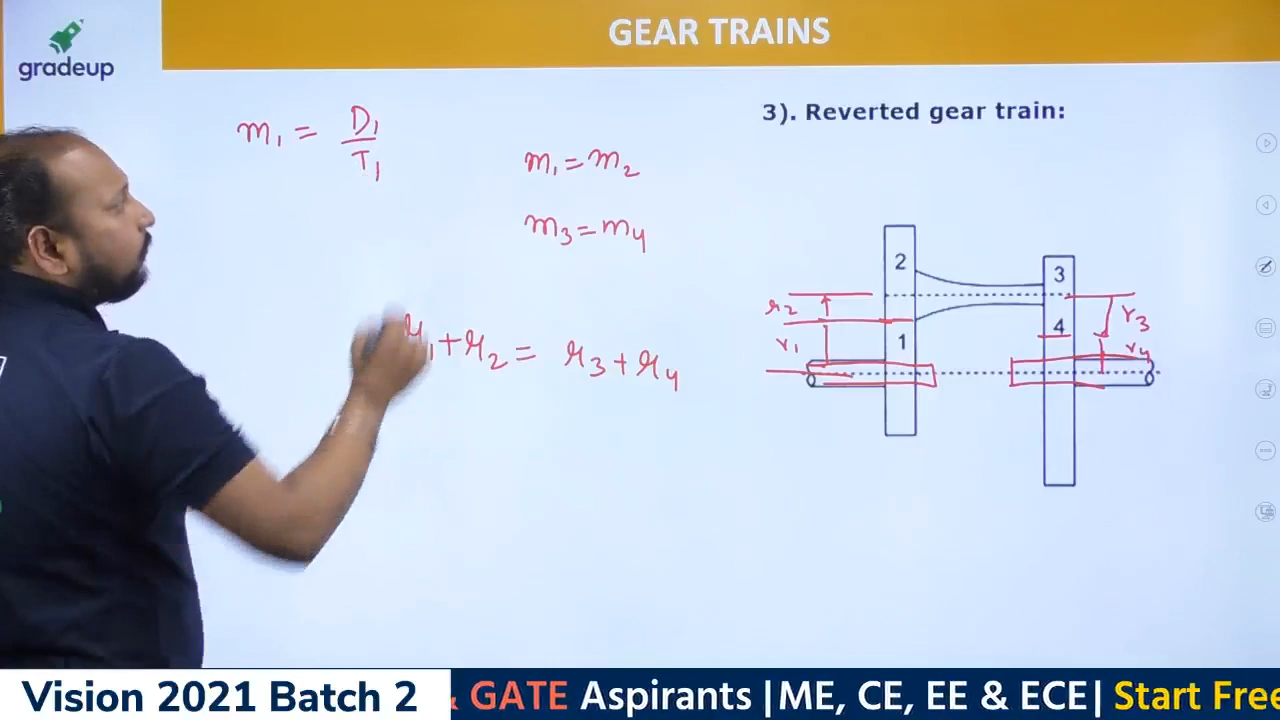 GEAR TRAINS
gradeup
3). Reverted gear train:
m₁ = D₁/T₁
m₁ = m₂
m₃ = m₄
r₁ + r₂ = r₃ + r₄
2
3
r₂
r₁
1
4
r₃
r₄
Vision 2021 Batch 2
& GATE Aspirants |ME, CE, EE & ECE| Start Free